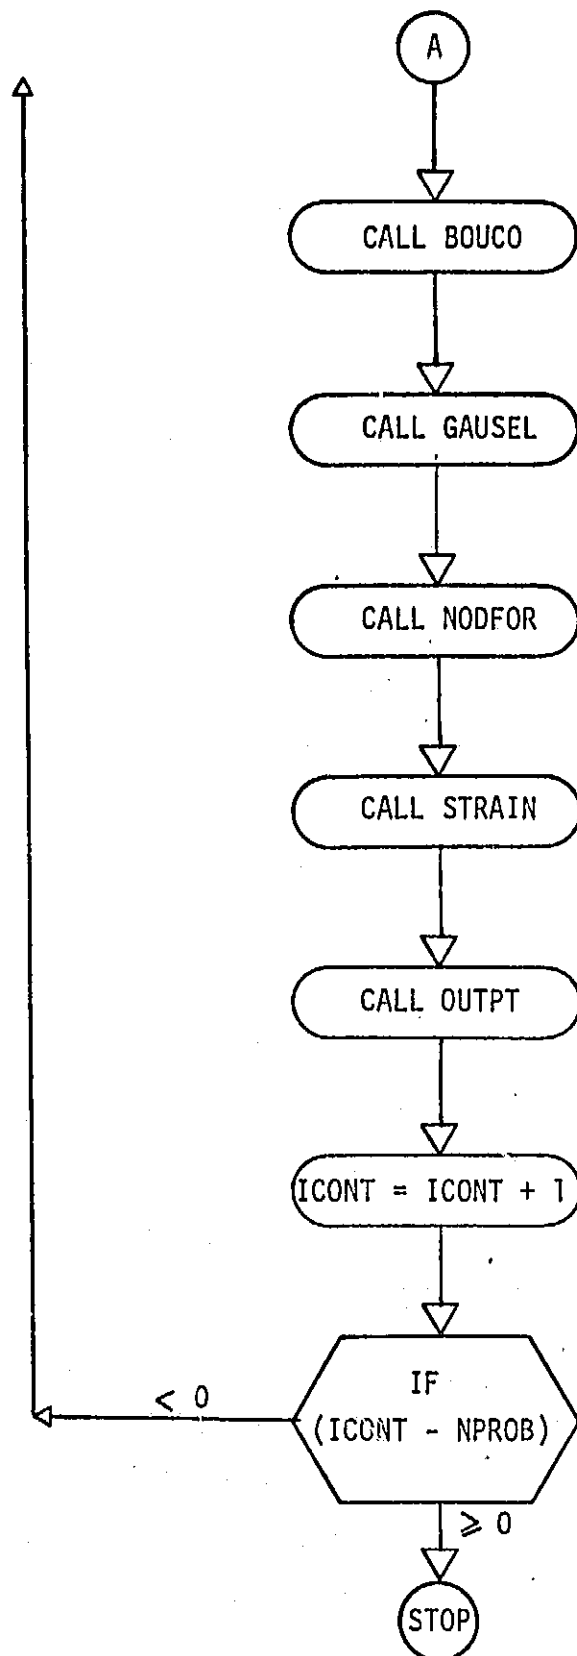 A
CALL BOUCO
CALL GAUSEL
CALL NODFOR
CALL STRAIN
CALL OUTPT
ICONT = ICONT + 1
IF
(ICONT - NPROB)
< 0
⩾ 0
STOP